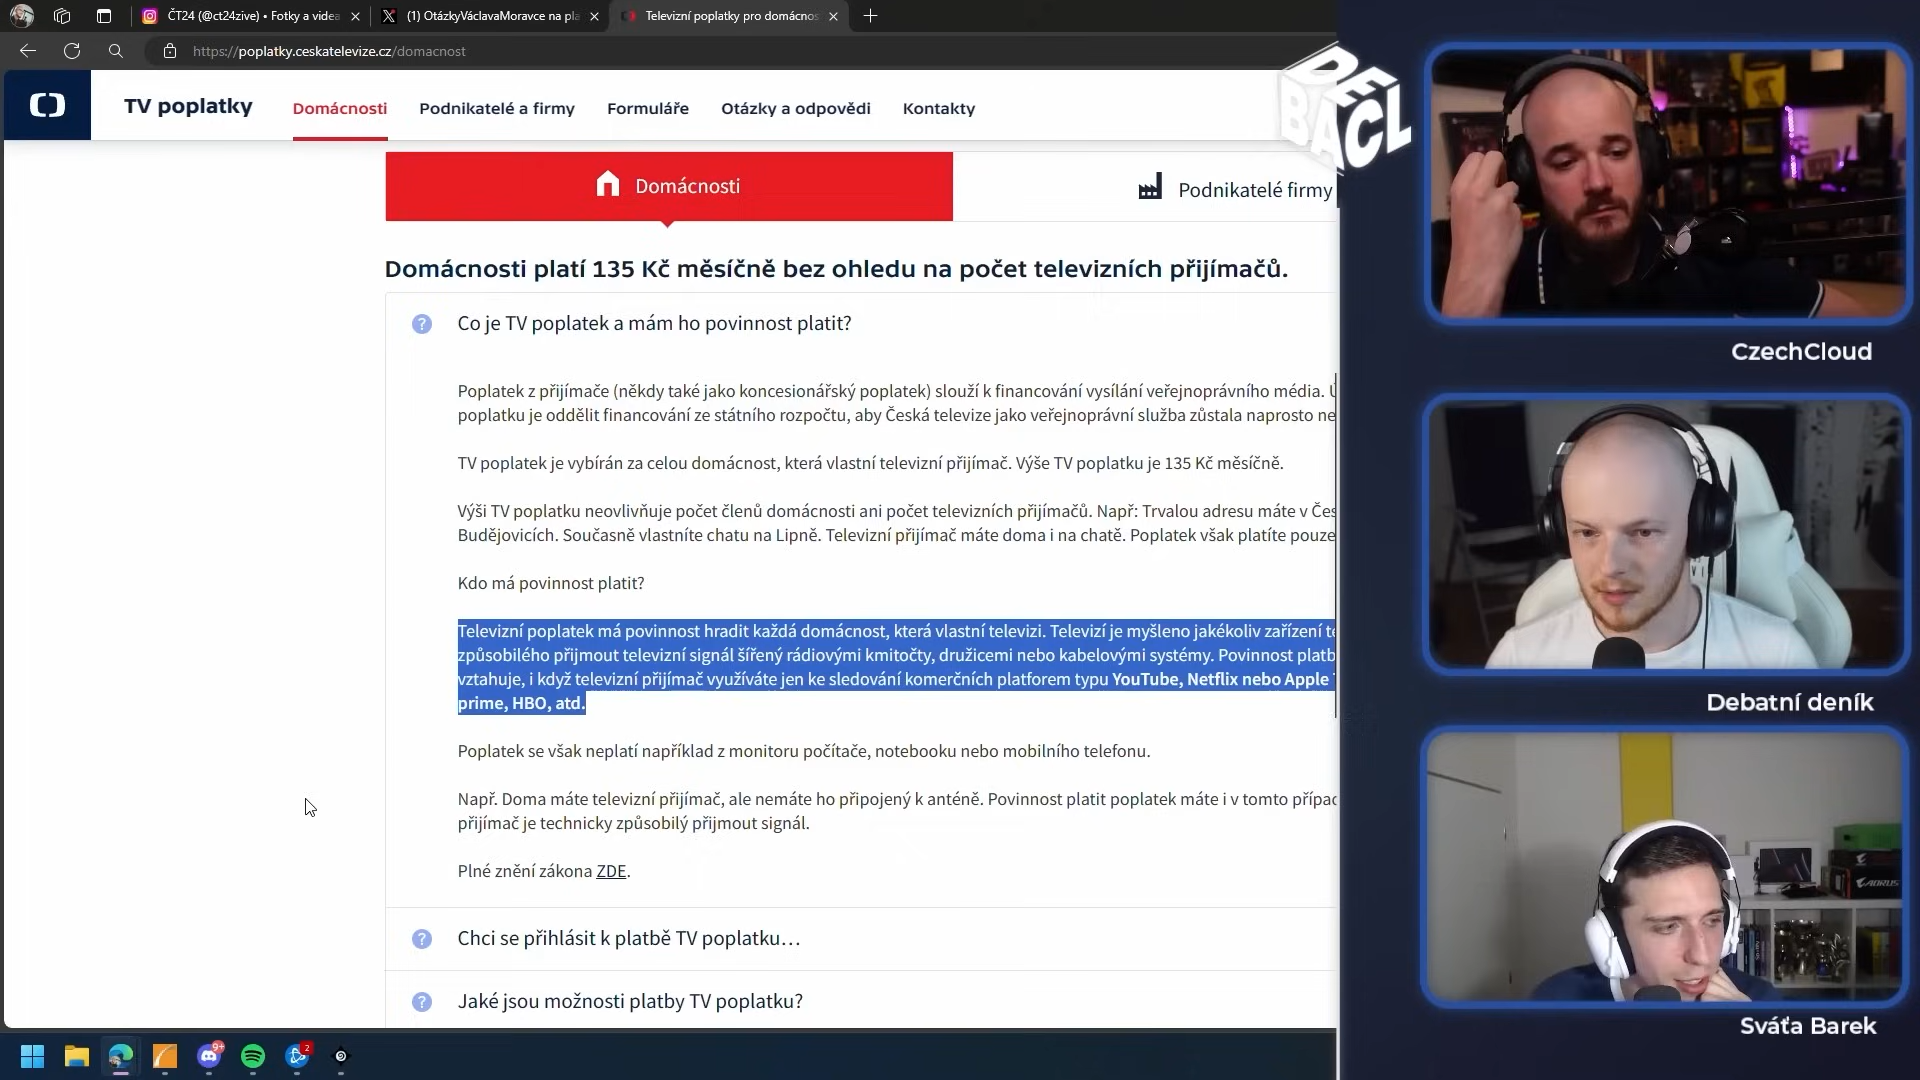 ČT24 (@ct24zive) • Fotky a videa
(1) OtázkyVáclavaMoravce na pla
Televizní poplatky pro domácnos
https://poplatky.ceskatelevize.cz/domacnost
TV poplatky
Domácnosti
Podnikatelé a firmy
Formuláře
Otázky a odpovědi
Kontakty
DEBACL
Domácnosti
Podnikatelé firmy
Domácnosti platí 135 Kč měsíčně bez ohledu na počet televizních přijímačů.
Co je TV poplatek a mám ho povinnost platit?
Poplatek z přijímače (někdy také jako koncesionářský poplatek) slouží k financování vysílání veřejnoprávního média. Ú
poplatku je oddělit financování ze státního rozpočtu, aby Česká televize jako veřejnoprávní služba zůstala naprosto ne
TV poplatek je vybírán za celou domácnost, která vlastní televizní přijímač. Výše TV poplatku je 135 Kč měsíčně.
Výši TV poplatku neovlivňuje počet členů domácnosti ani počet televizních přijímačů. Např: Trvalou adresu máte v Čes
Budějovicích. Současně vlastníte chatu na Lipně. Televizní přijímač máte doma i na chatě. Poplatek však platíte pouze
Kdo má povinnost platit?
Televizní poplatek má povinnost hradit každá domácnost, která vlastní televizi. Televizí je myšleno jakékoliv zařízení te
způsobilého přijmout televizní signál šířený rádiovými kmitočty, družicemi nebo kabelovými systémy. Povinnost platb
vztahuje, i když televizní přijímač využíváte jen ke sledování komerčních platforem typu YouTube, Netflix nebo Apple
prime, HBO, atd.
Poplatek se však neplatí například z monitoru počítače, notebooku nebo mobilního telefonu.
Např. Doma máte televizní přijímač, ale nemáte ho připojený k anténě. Povinnost platit poplatek máte i v tomto přípac
přijímač je technicky způsobilý přijmout signál.
Plné znění zákona ZDE.
Chci se přihlásit k platbě TV poplatku…
Jaké jsou možnosti platby TV poplatku?
CzechCloud
Debatní deník
AORUS
Sváťa Barek
9+
2